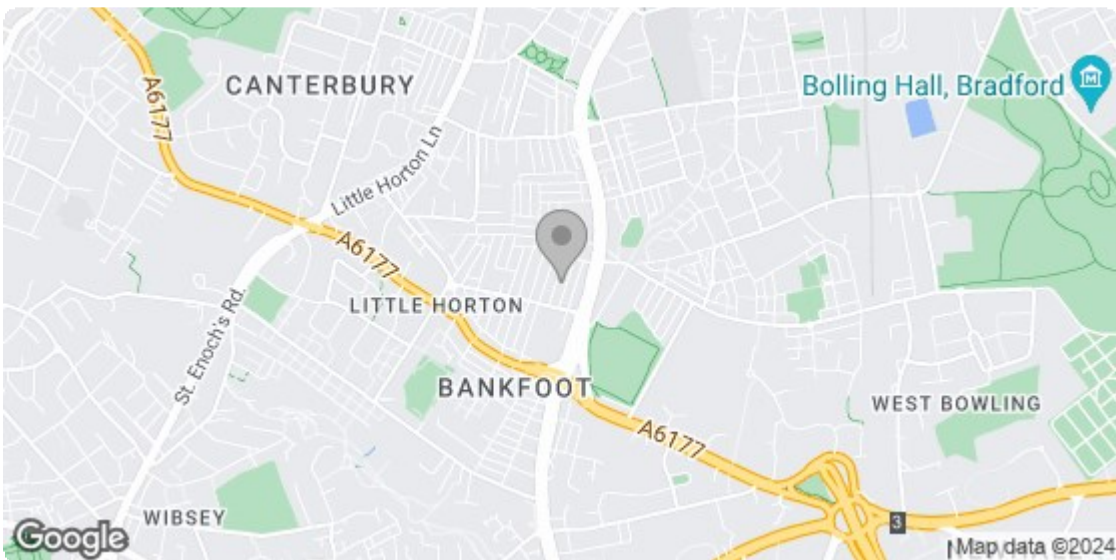 CANTERBURY
Bolling Hall, Bradford
A6177
Little Horton Ln
A6177
LITTLE HORTON
St. Enoch's Rd.
BANKFOOT
WEST BOWLING
A6177
WIBSEY
3
Google
Map data ©2024